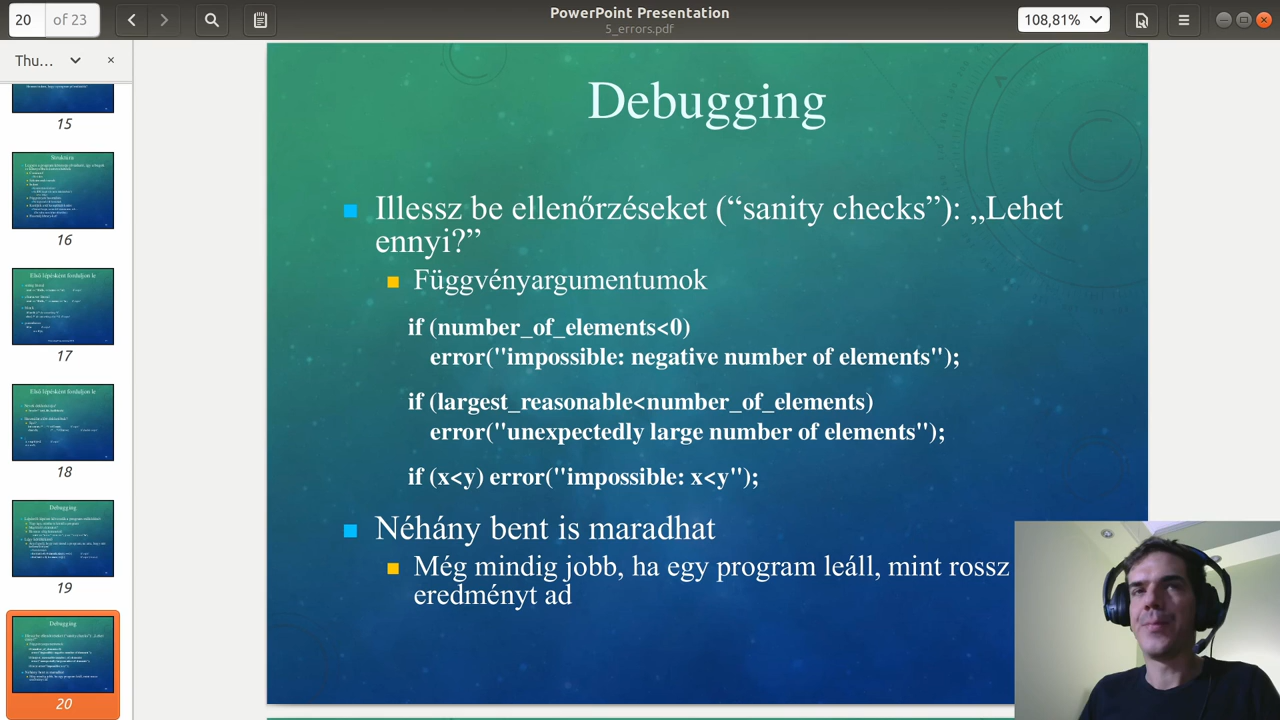 20 of 23
PowerPoint Presentation
5_errors.pdf
108,81%
Thu...
15
16
17
18
19
20
Debugging
Illessz be ellenőrzéseket (“sanity checks”): „Lehet
ennyi?”
Függvényargumentumok
if (number_of_elements<0)
error("impossible: negative number of elements");
if (largest_reasonable<number_of_elements)
error("unexpectedly large number of elements");
if (x<y) error("impossible: x<y");
Néhány bent is maradhat
Még mindig jobb, ha egy program leáll, mint rossz
eredményt ad